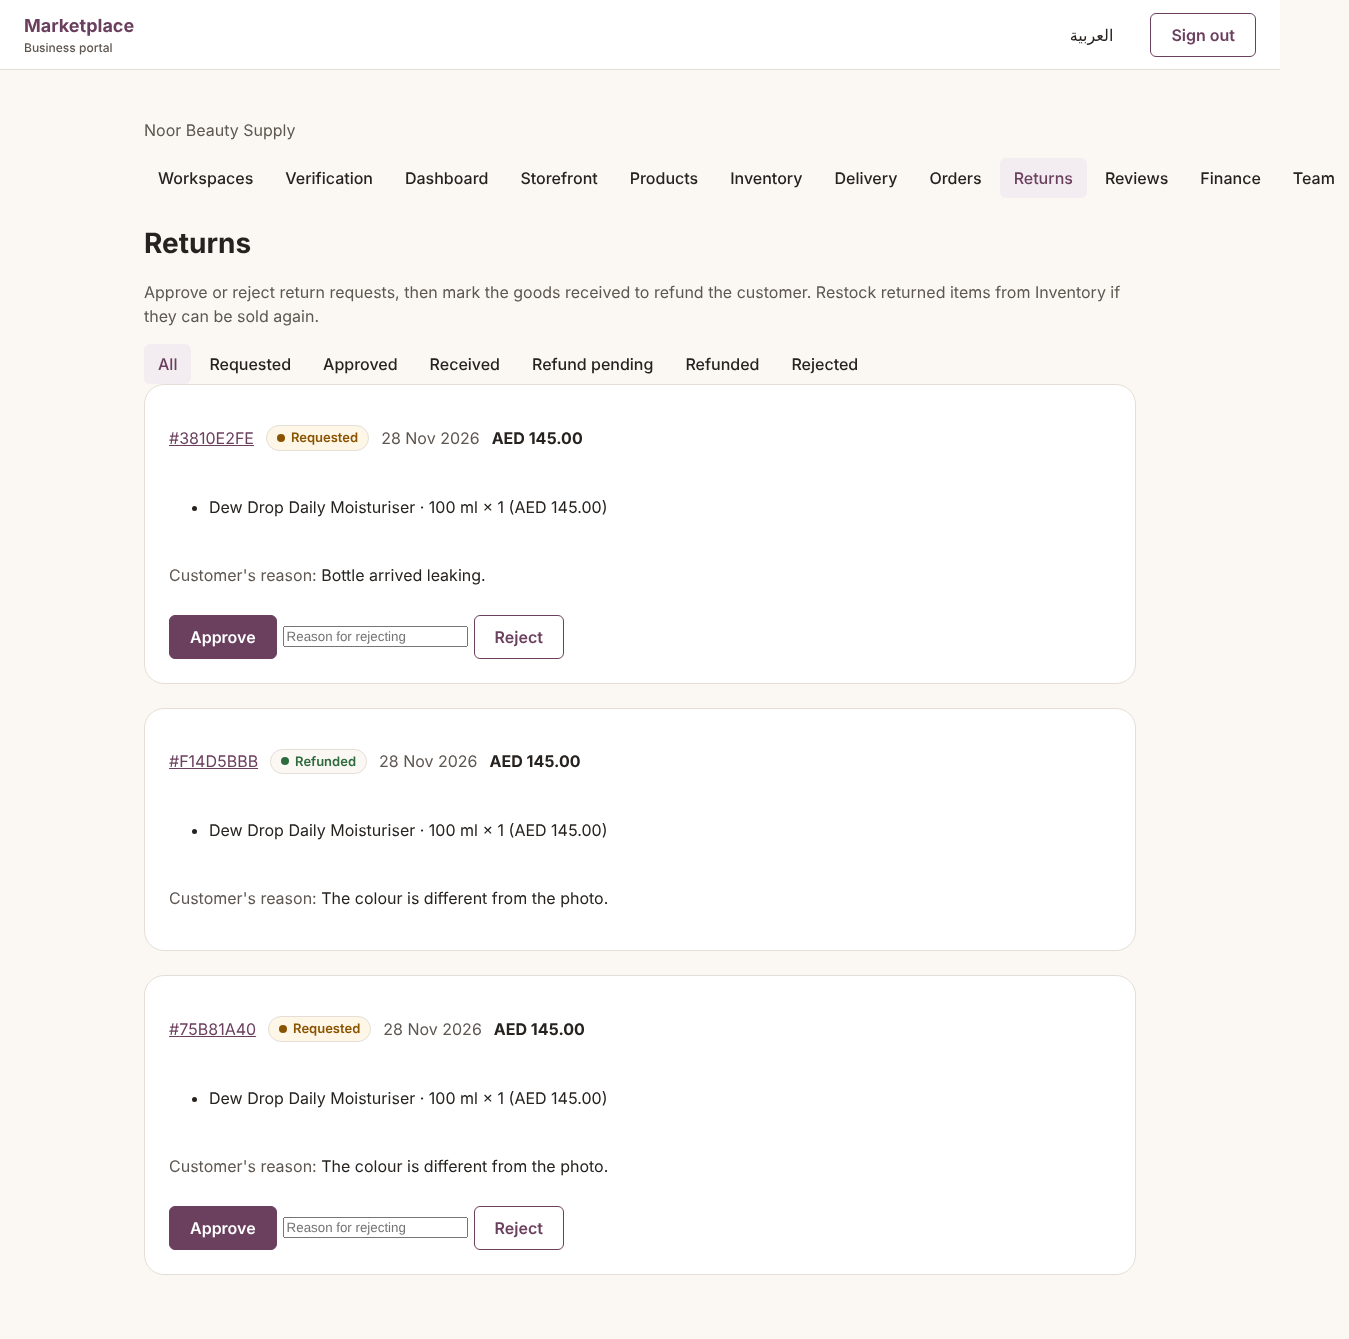 Marketplace
Business portal
العربية
Sign out
Noor Beauty Supply
Workspaces Verification Dashboard Storefront Products Inventory Delivery Orders Returns Reviews Finance Team
Returns
Approve or reject return requests, then mark the goods received to refund the customer. Restock returned items from Inventory if
they can be sold again.
All Requested Approved Received Refund pending Refunded Rejected
#3810E2FE Requested 28 Nov 2026 AED 145.00
Dew Drop Daily Moisturiser · 100 ml × 1 (AED 145.00)
Customer's reason: Bottle arrived leaking.
Approve Reason for rejecting Reject
#F14D5BBB Refunded 28 Nov 2026 AED 145.00
Dew Drop Daily Moisturiser · 100 ml × 1 (AED 145.00)
Customer's reason: The colour is different from the photo.
#75B81A40 Requested 28 Nov 2026 AED 145.00
Dew Drop Daily Moisturiser · 100 ml × 1 (AED 145.00)
Customer's reason: The colour is different from the photo.
Approve Reason for rejecting Reject